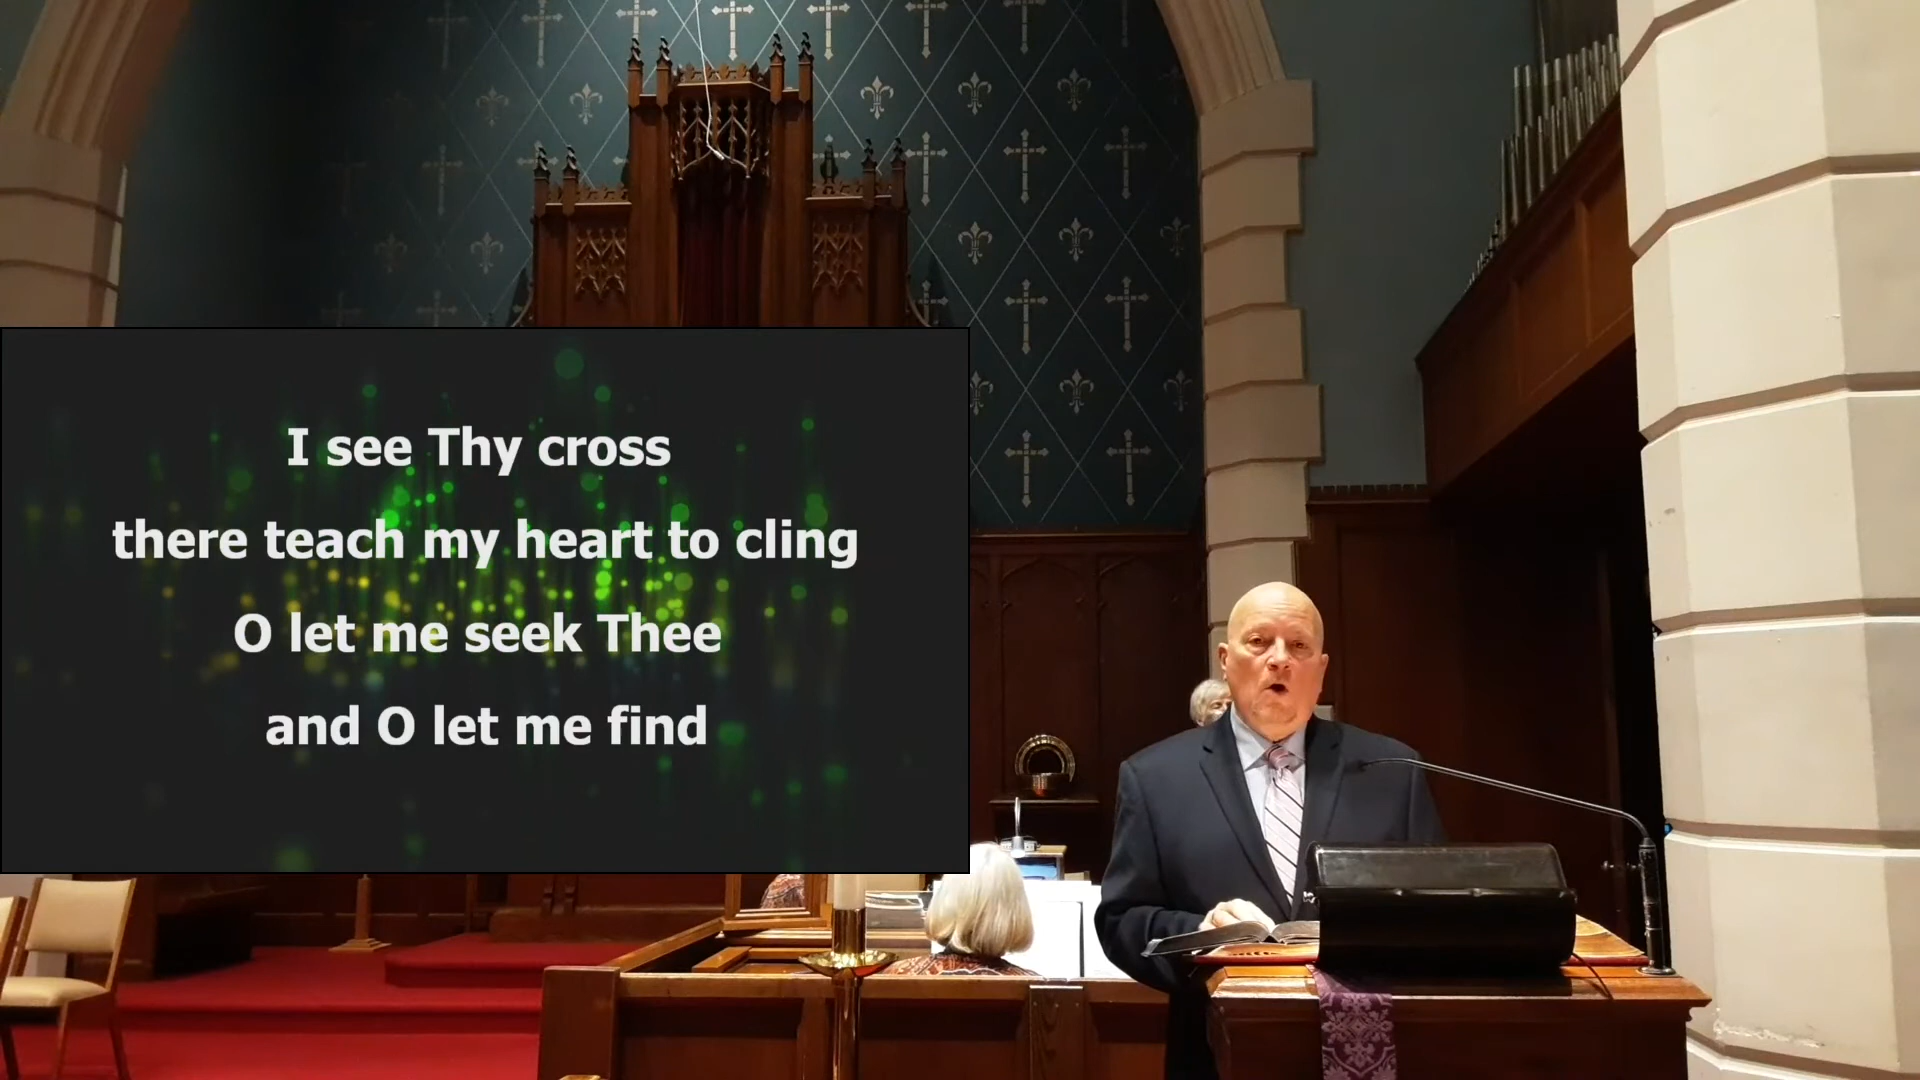 I see Thy cross
there teach my heart to cling
O let me seek Thee
and O let me find